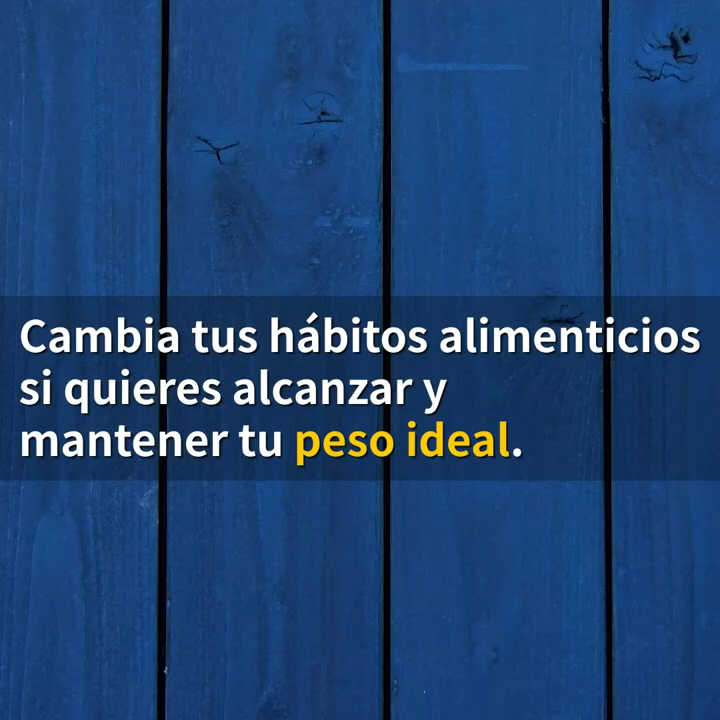 Cambia tus hábitos alimenticios
si quieres alcanzar y
mantener tu peso ideal.